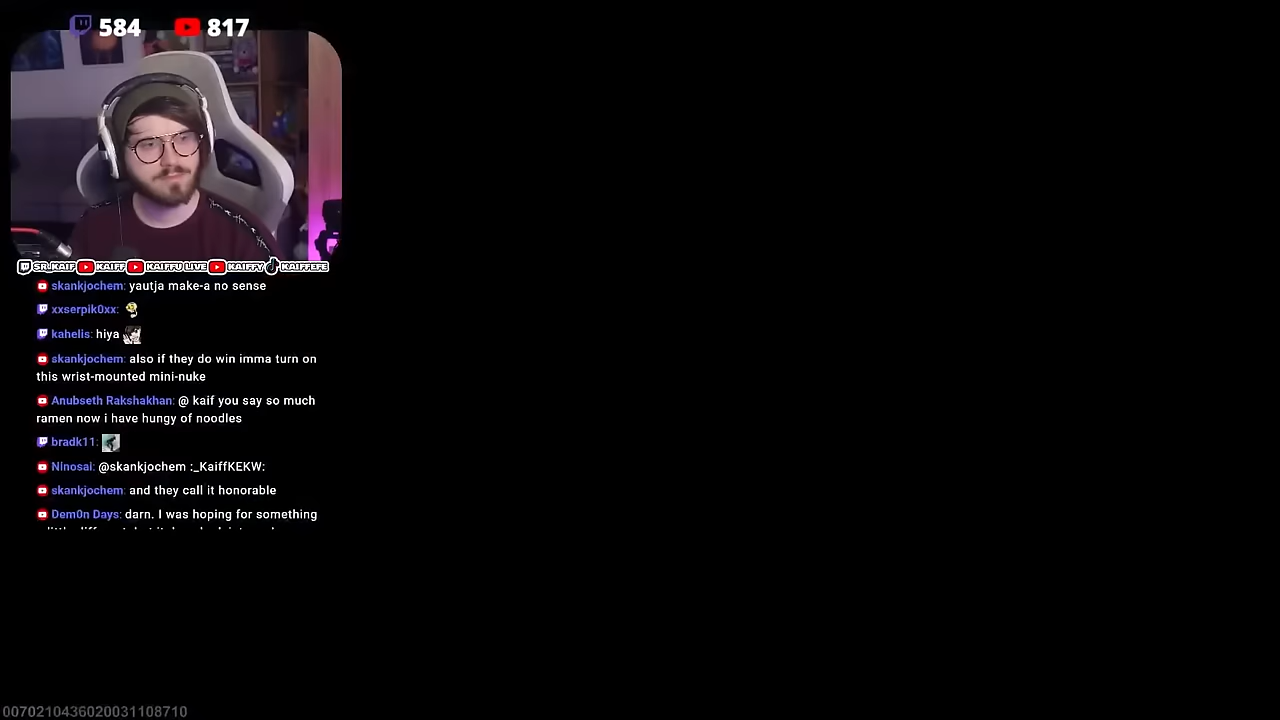 584 817
SR_KAIF KAIFF KAIFFU LIVE KAIFFY KAIFFEFE
skankjochem: yautja make-a no sense
xxserpik0xx:
kahelis: hiya
skankjochem: also if they do win imma turn on
this wrist-mounted mini-nuke
Anubseth Rakshakhan: @ kaif you say so much
ramen now i have hungy of noodles
bradk11:
Ninosai: @skankjochem :_KaiffKEKW:
skankjochem: and they call it honorable
Dem0n Days: darn. I was hoping for something
0070210436020031108710